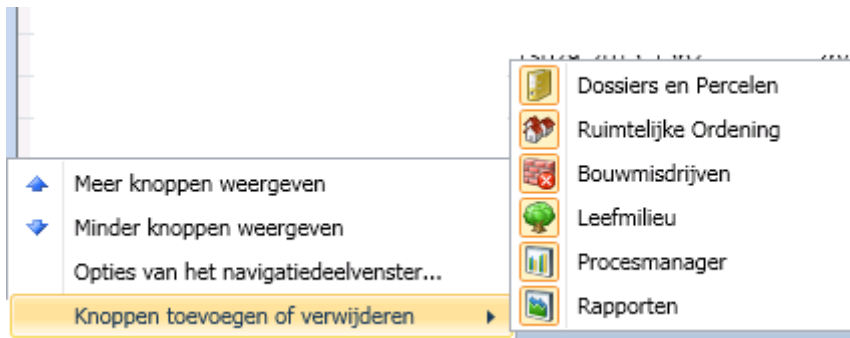 Dossiers en Percelen
Ruimtelijke Ordening
Bouwmisdrijven
Leefmilieu
Procesmanager
Rapporten
Meer knoppen weergeven
Minder knoppen weergeven
Opties van het navigatiedeelvenster...
Knoppen toevoegen of verwijderen